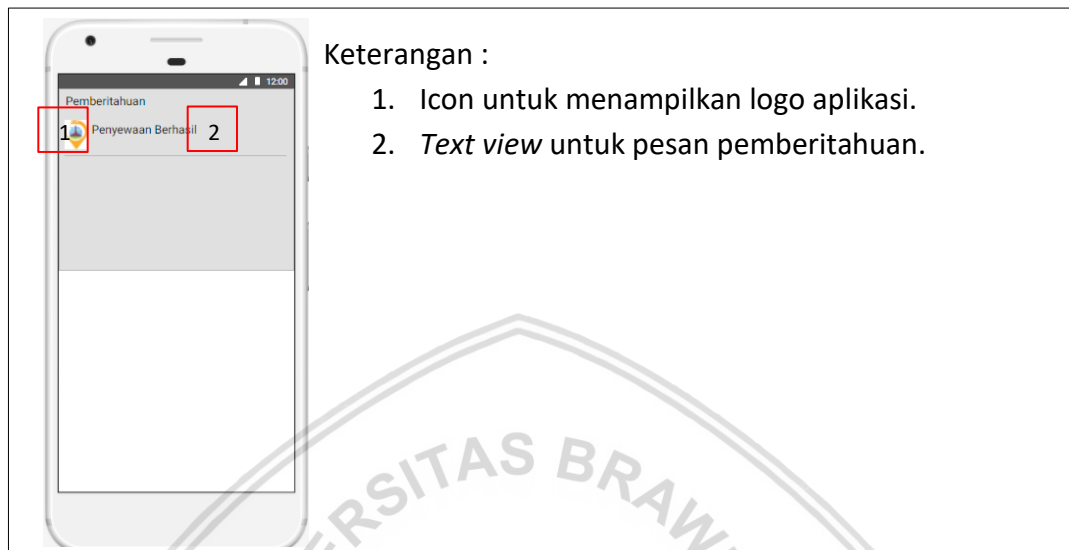 12:00
Pemberitahuan
1
Penyewaan Berhasil
2
Keterangan :
1. Icon untuk menampilkan logo aplikasi.
2. Text view untuk pesan pemberitahuan.
ERSITAS BRAW